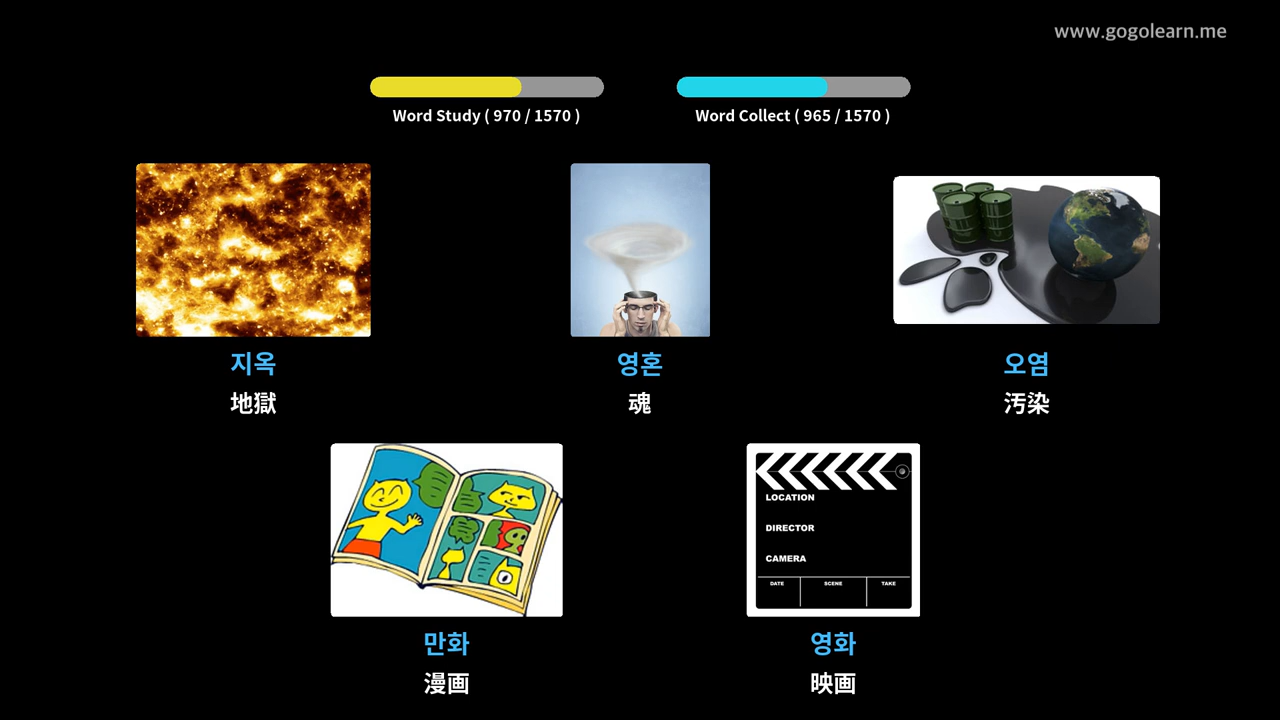 www.gogolearn.me
Word Study ( 970 / 1570 )
Word Collect ( 965 / 1570 )
지옥
地獄
영혼
魂
오염
汚染
만화
漫画
LOCATION
DIRECTOR
CAMERA
DATE
SCENE
TAKE
영화
映画